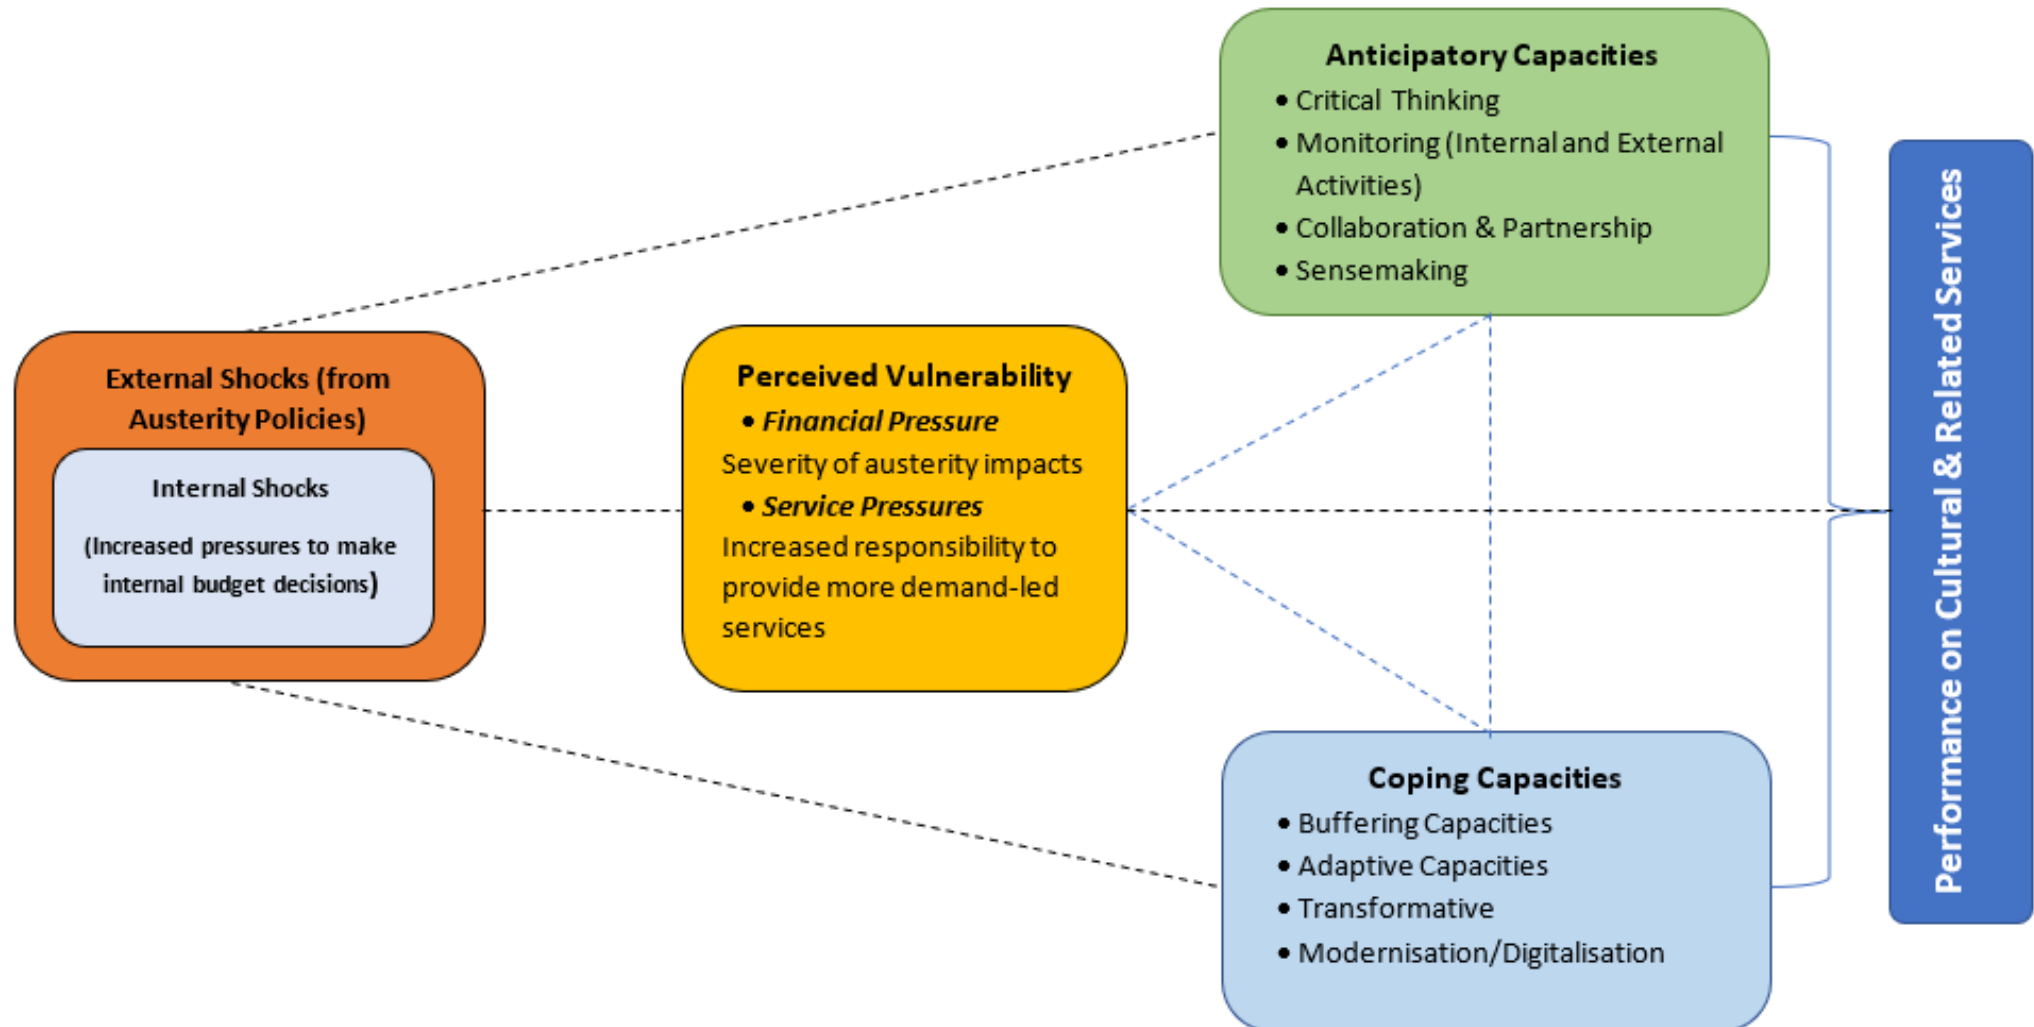 External Shocks (from
Austerity Policies)
Internal Shocks
(Increased pressures to make
internal budget decisions)
Perceived Vulnerability
• Financial Pressure
Severity of austerity impacts
• Service Pressures
Increased responsibility to
provide more demand-led
services
Anticipatory Capacities
• Critical Thinking
• Monitoring (Internal and External
Activities)
• Collaboration & Partnership
• Sensemaking
Coping Capacities
• Buffering Capacities
• Adaptive Capacities
• Transformative
• Modernisation/Digitalisation
Performance on Cultural & Related Services